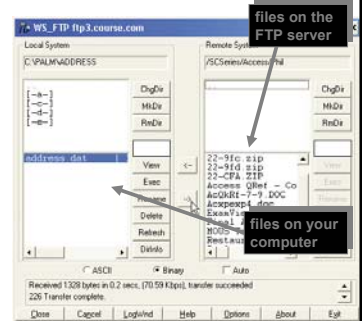 WS_FTP ftp3.course.com
files on the
FTP server
Local System
Remote System
C:\PALM\ADDRESS
/SCSeries/Access/Phil
[-a-]
[-c-]
[-d-]
[-e-]
ChgDir
MkDir
RmDir
ChgDir
MkDir
RmDir
address.dat
View
Exec
Rename
Delete
Refresh
DirInfo
<-
->
22-9fc.zip
22-9fd.zip
22-CFA.ZIP
Access QRef - Co
AcQkRf-7-9.DOC
Acxpexp4.doc
View
Exec
files on your
computer
ASCII
Binary
Auto
Received 1328 bytes in 0.2 secs, (70.59 Kbps), transfer succeeded
226 Transfer complete.
Close
Cancel
LogWnd
Help
Options
About
Exit